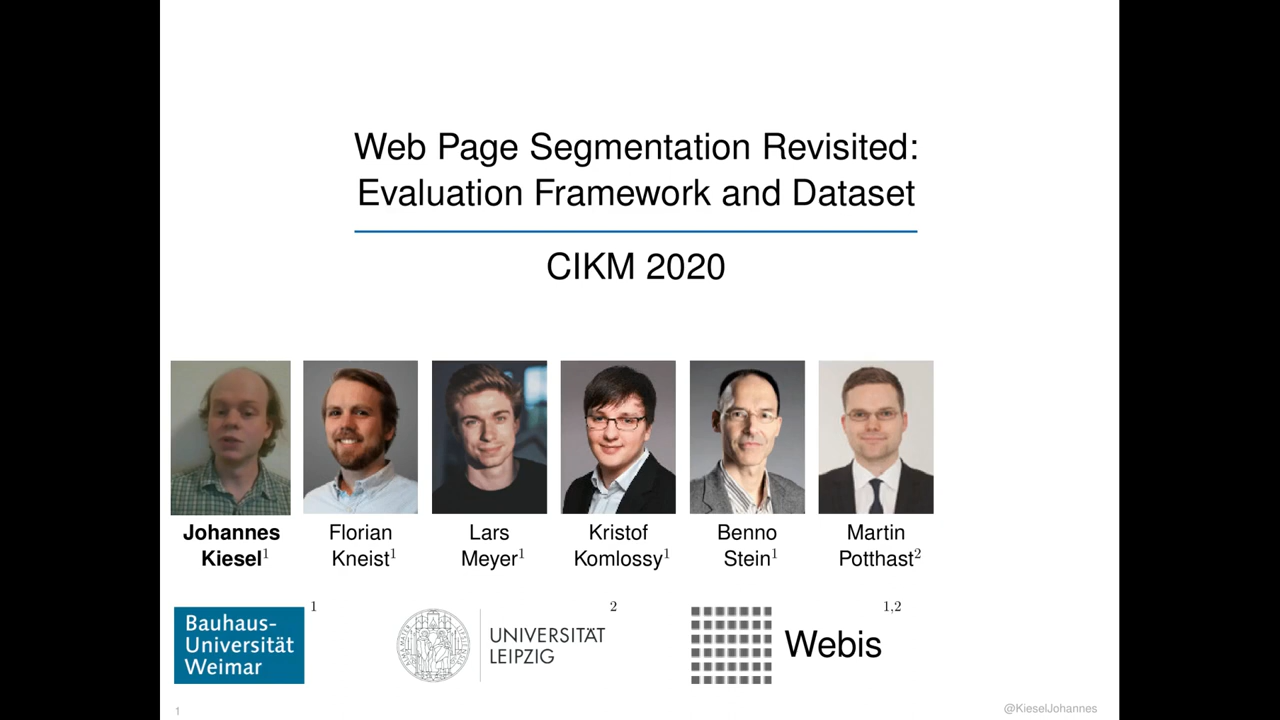 Web Page Segmentation Revisited:
Evaluation Framework and Dataset
CIKM 2020
Johannes
Kiesel1
Florian
Kneist1
Lars
Meyer1
Kristof
Komlossy1
Benno
Stein1
Martin
Potthast2
Bauhaus-
Universität
Weimar
1
UNIVERSITÄT
LEIPZIG
2
Webis
1,2
1
@KieselJohannes